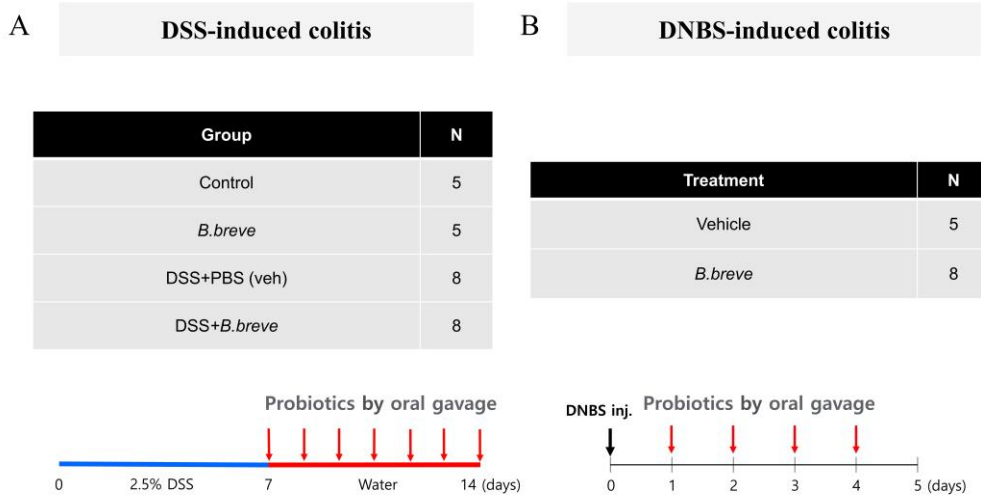 A
DSS-induced colitis
Group N
Control 5
B.breve 5
DSS+PBS (veh) 8
DSS+B.breve 8
Probiotics by oral gavage
0 2.5% DSS 7 Water 14 (days)
B
DNBS-induced colitis
Treatment N
Vehicle 5
B.breve 8
DNBS inj. Probiotics by oral gavage
0 1 2 3 4 5 (days)